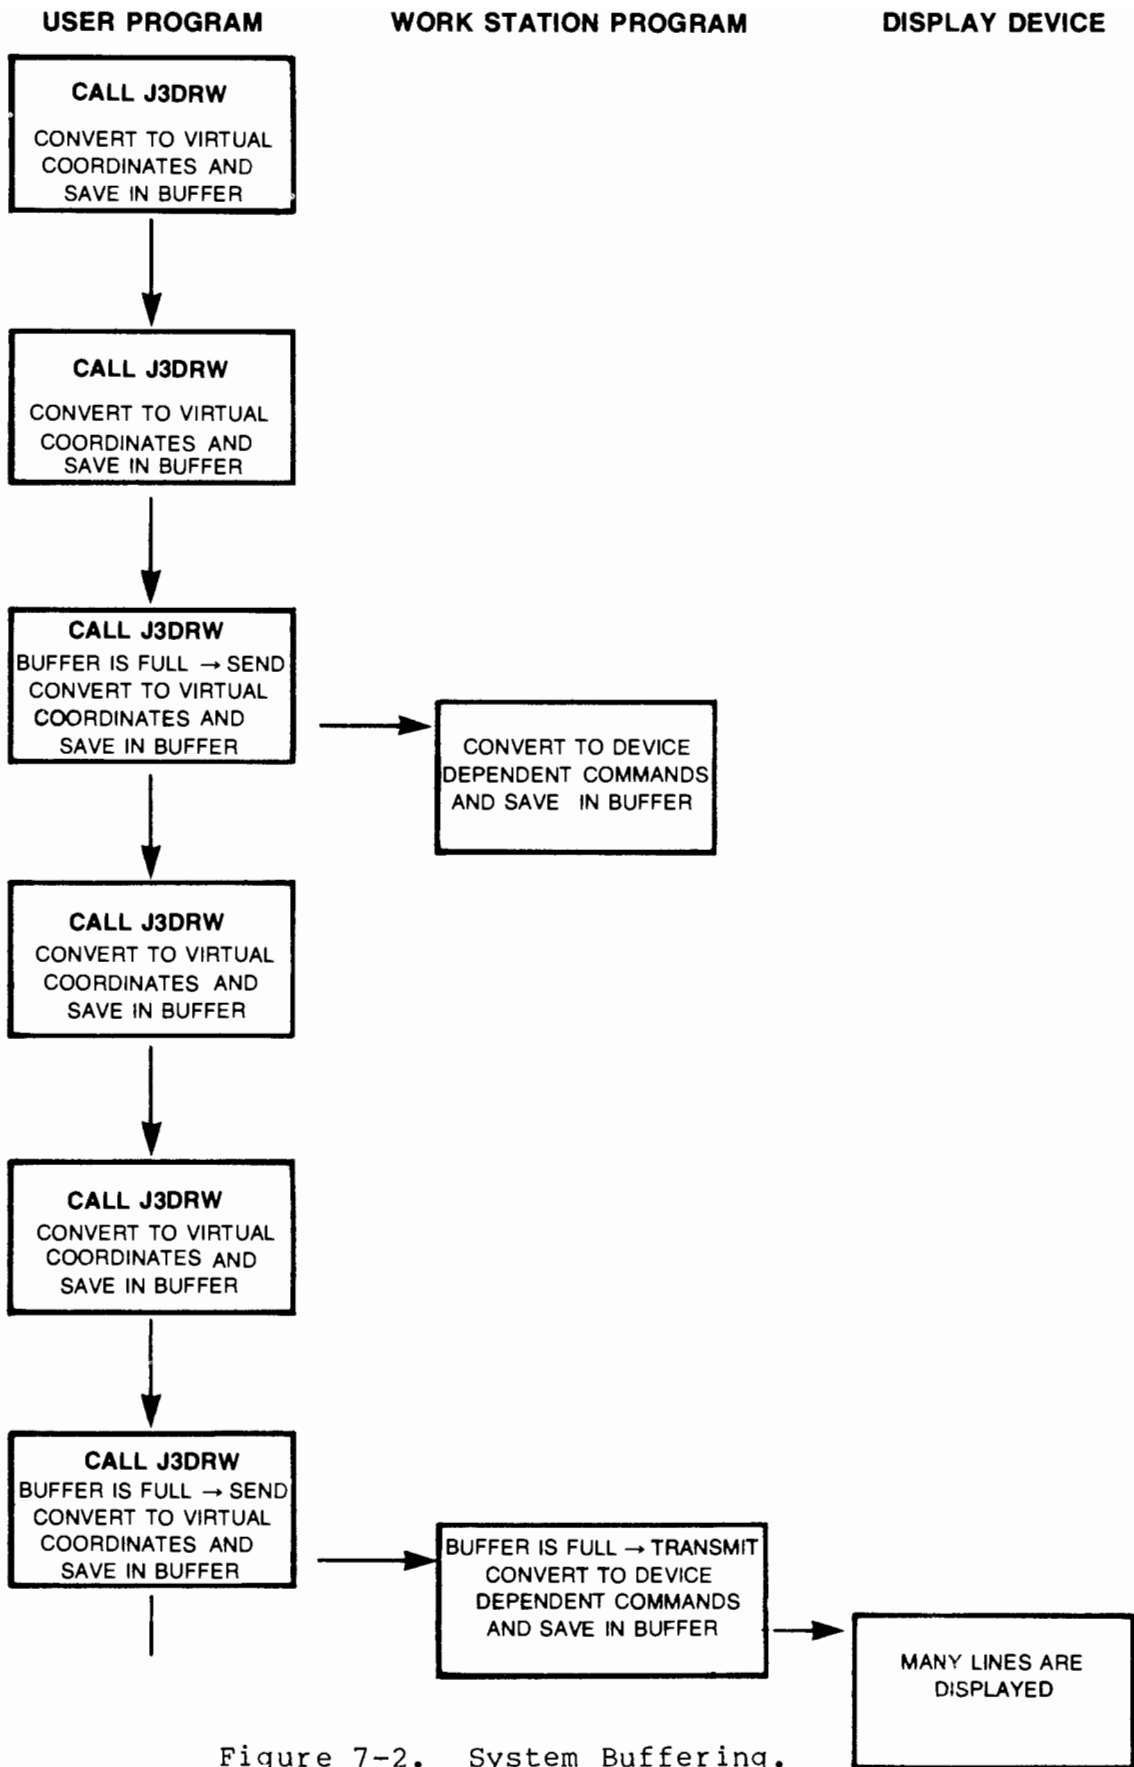 USER PROGRAM
WORK STATION PROGRAM
DISPLAY DEVICE
CALL J3DRW
CONVERT TO VIRTUAL
COORDINATES AND
SAVE IN BUFFER
CALL J3DRW
CONVERT TO VIRTUAL
COORDINATES AND
SAVE IN BUFFER
CALL J3DRW
BUFFER IS FULL → SEND
CONVERT TO VIRTUAL
COORDINATES AND
SAVE IN BUFFER
CONVERT TO DEVICE
DEPENDENT COMMANDS
AND SAVE IN BUFFER
CALL J3DRW
CONVERT TO VIRTUAL
COORDINATES AND
SAVE IN BUFFER
CALL J3DRW
CONVERT TO VIRTUAL
COORDINATES AND
SAVE IN BUFFER
CALL J3DRW
BUFFER IS FULL → SEND
CONVERT TO VIRTUAL
COORDINATES AND
SAVE IN BUFFER
BUFFER IS FULL → TRANSMIT
CONVERT TO DEVICE
DEPENDENT COMMANDS
AND SAVE IN BUFFER
MANY LINES ARE
DISPLAYED
Figure 7-2. System Buffering.